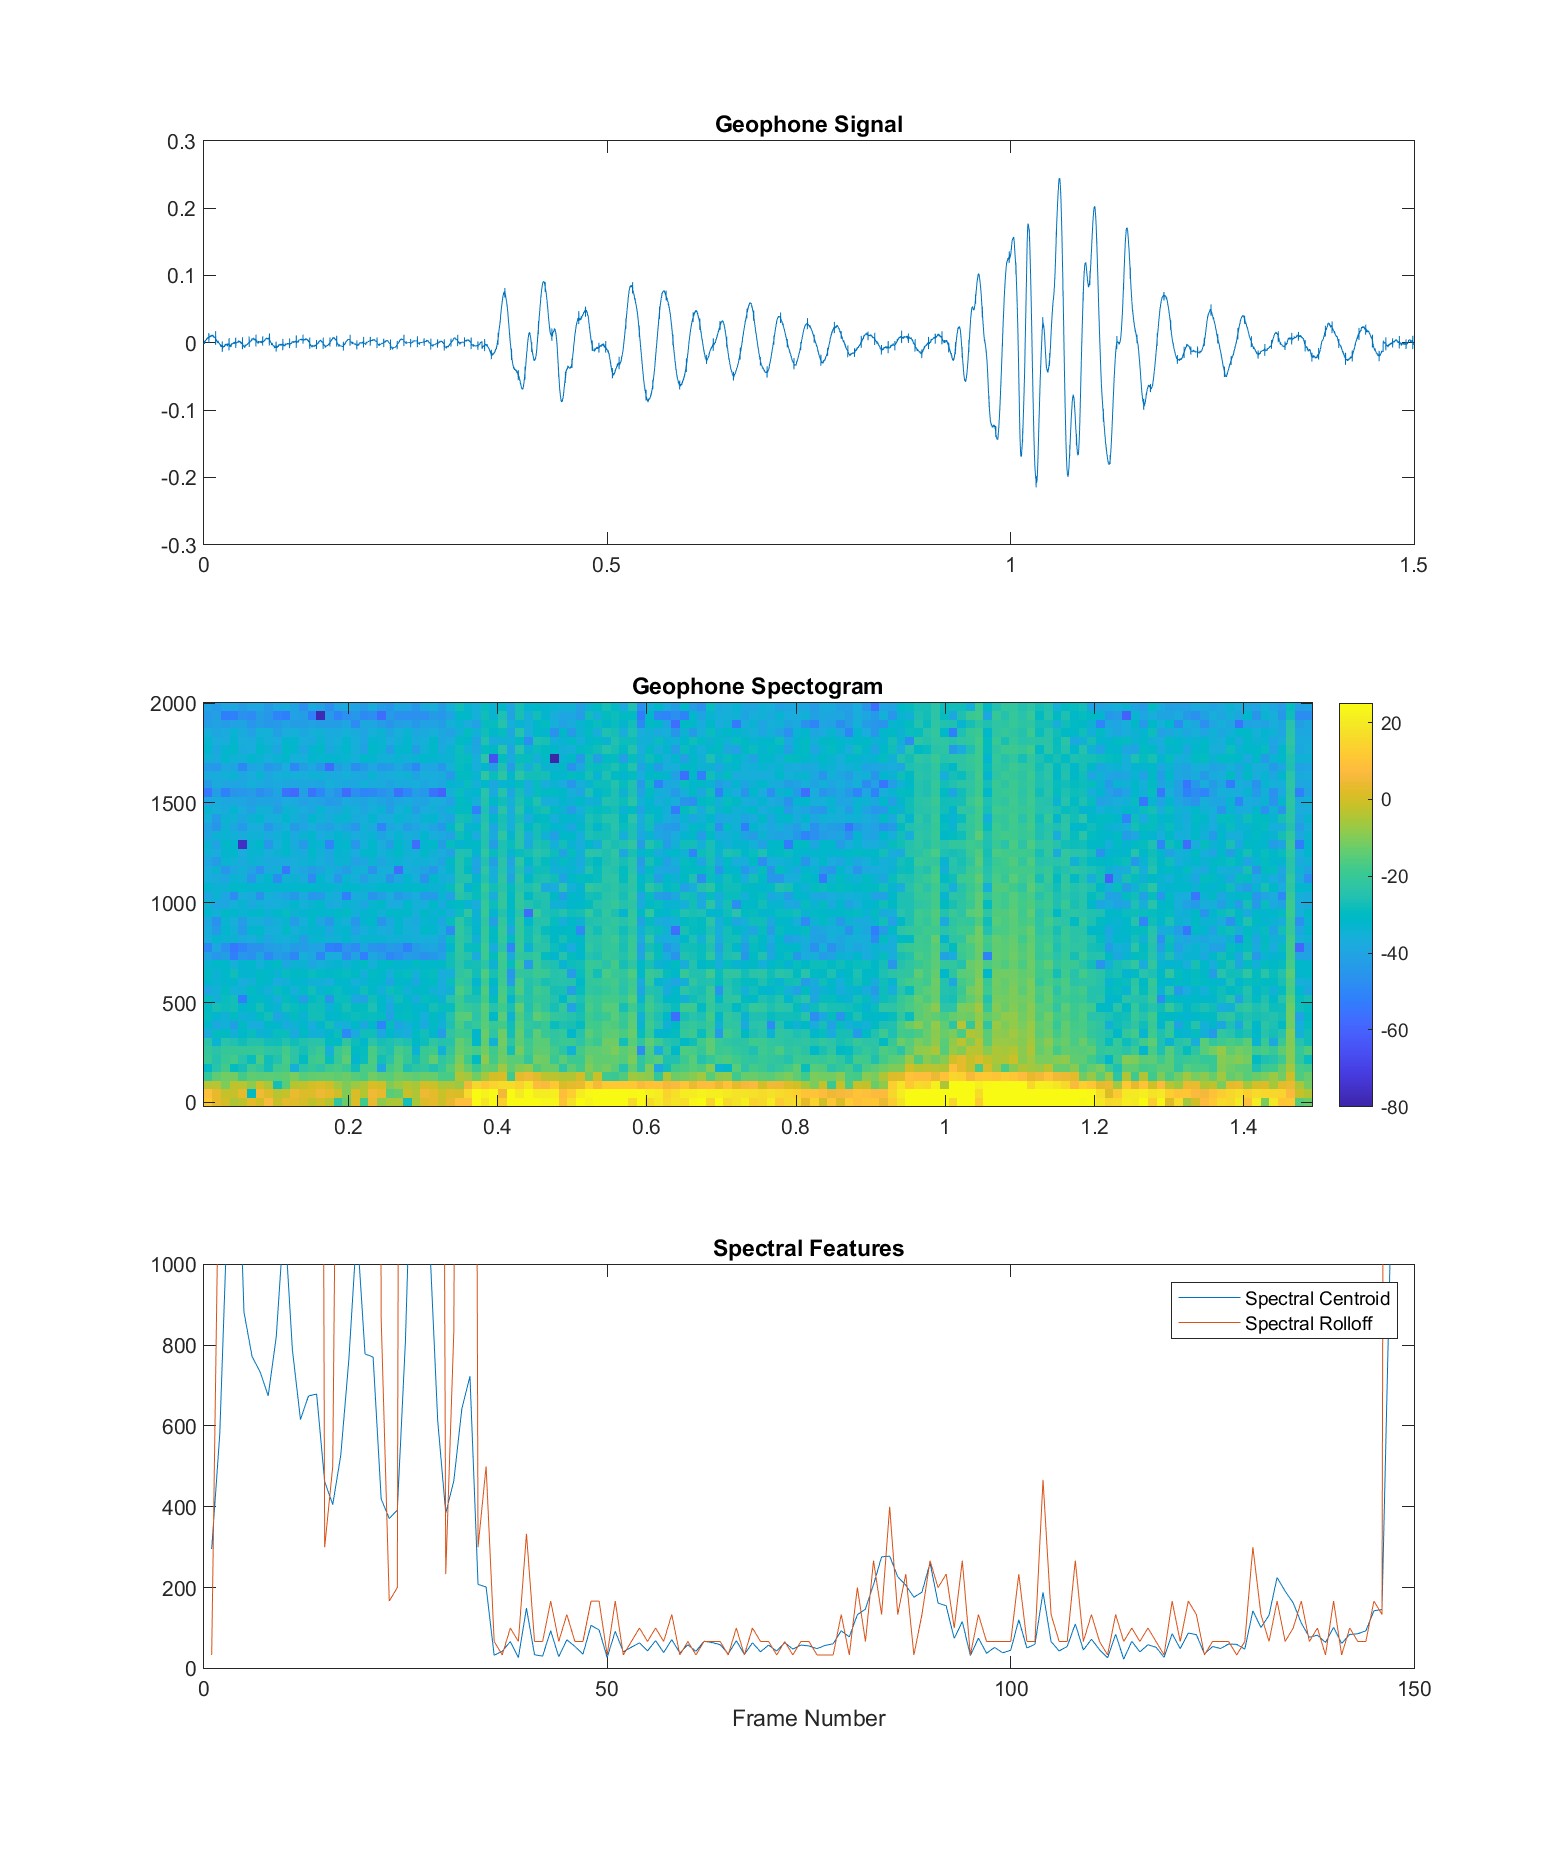 Geophone Signal
0.3
0.2
0.1
0
-0.1
-0.2
-0.3
0 0.5 1 1.5
Geophone Spectogram
2000
1500
1000
500
0
0.2 0.4 0.6 0.8 1 1.2 1.4
20
0
-20
-40
-60
-80
Spectral Features
1000
800
600
400
200
0
Spectral Centroid
Spectral Rolloff
0 50 100 150
Frame Number